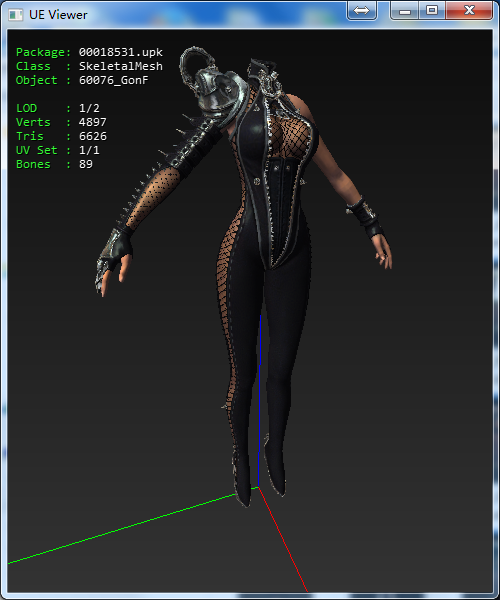 UE Viewer
Package: 00018531.upk
Class : SkeletalMesh
Object : 60076_GonF
LOD : 1/2
Verts : 4897
Tris : 6626
UV Set : 1/1
Bones : 89